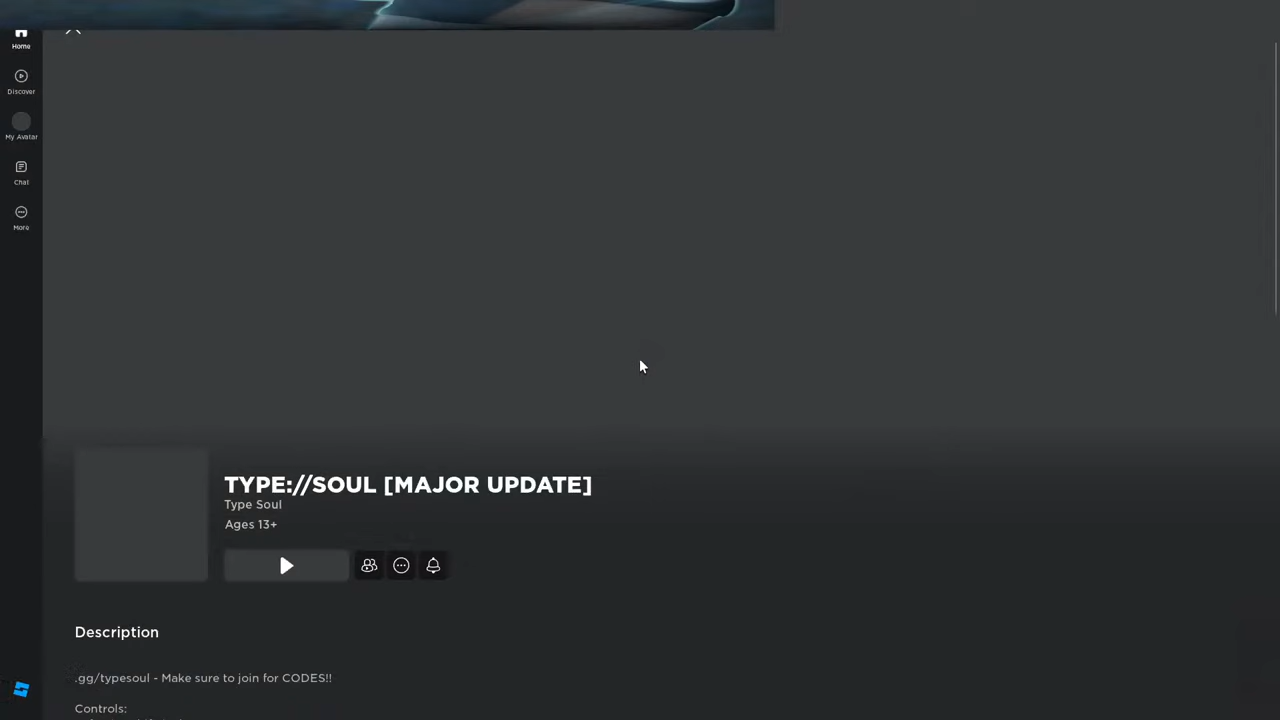 Home
Discover
My Avatar
Chat
More
TYPE://SOUL [MAJOR UPDATE]
Type Soul
Ages 13+
Description
.gg/typesoul - Make sure to join for CODES!!
Controls: